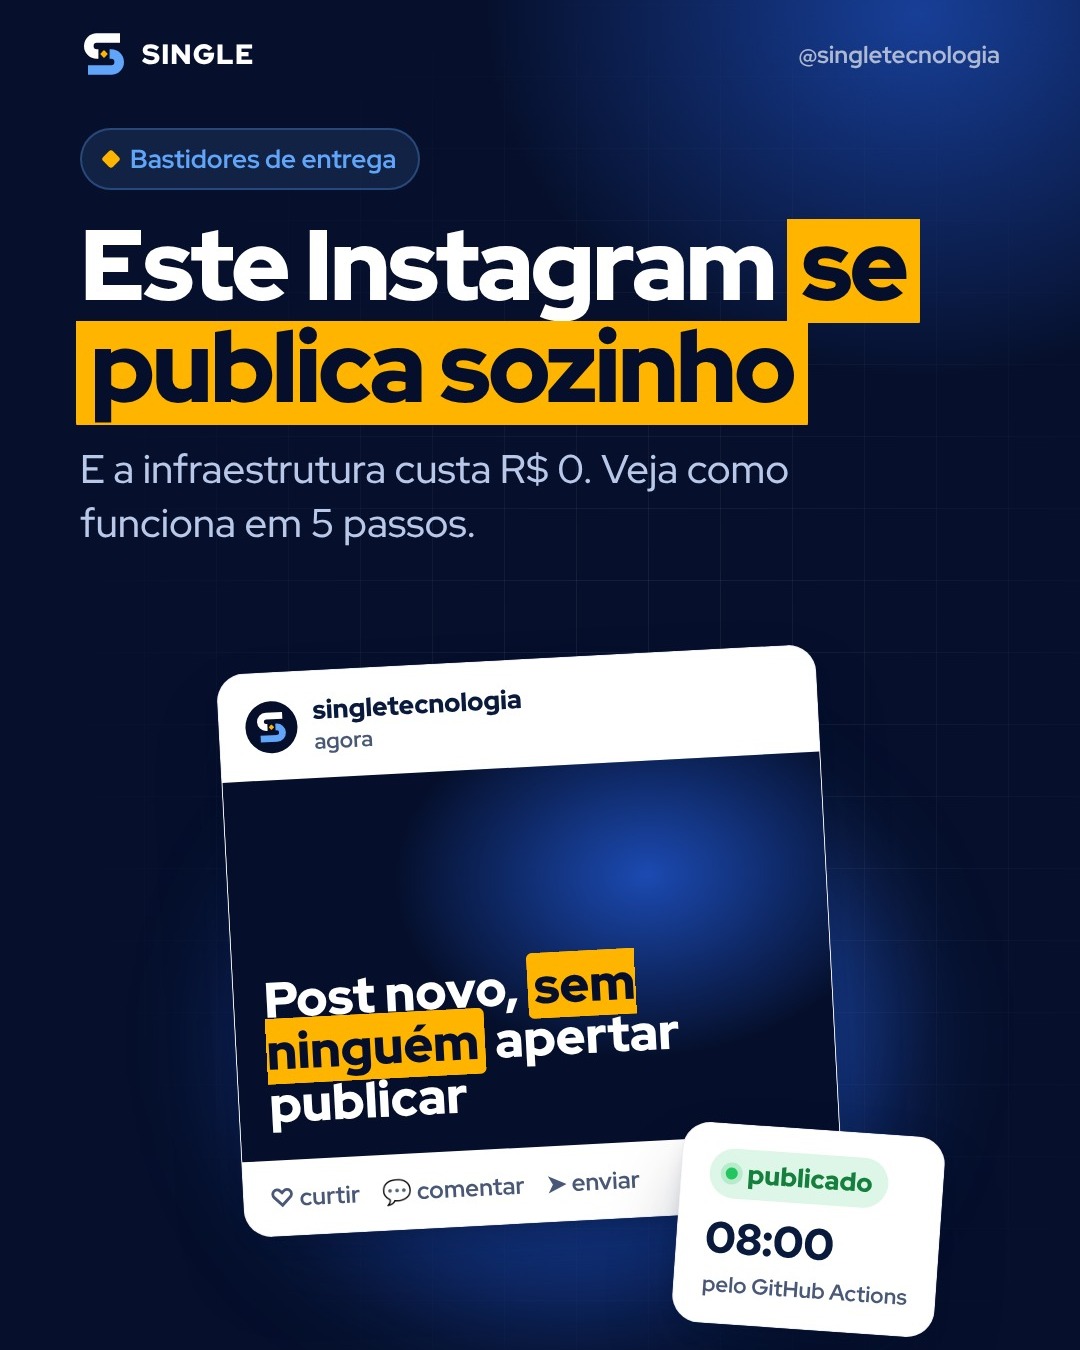 SINGLE
@singletecnologia
Bastidores de entrega
Este Instagram se
publica sozinho
E a infraestrutura custa R$ 0. Veja como
funciona em 5 passos.
singletecnologia
agora
Post novo, sem
ninguém apertar
publicar
curtir comentar enviar
publicado
08:00
pelo GitHub Actions